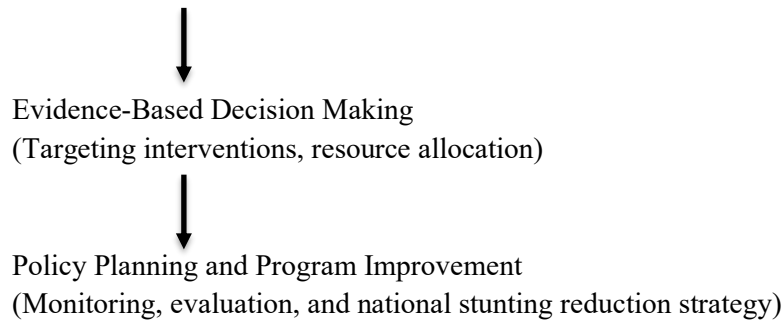 Evidence-Based Decision Making
(Targeting interventions, resource allocation)
Policy Planning and Program Improvement
(Monitoring, evaluation, and national stunting reduction strategy)